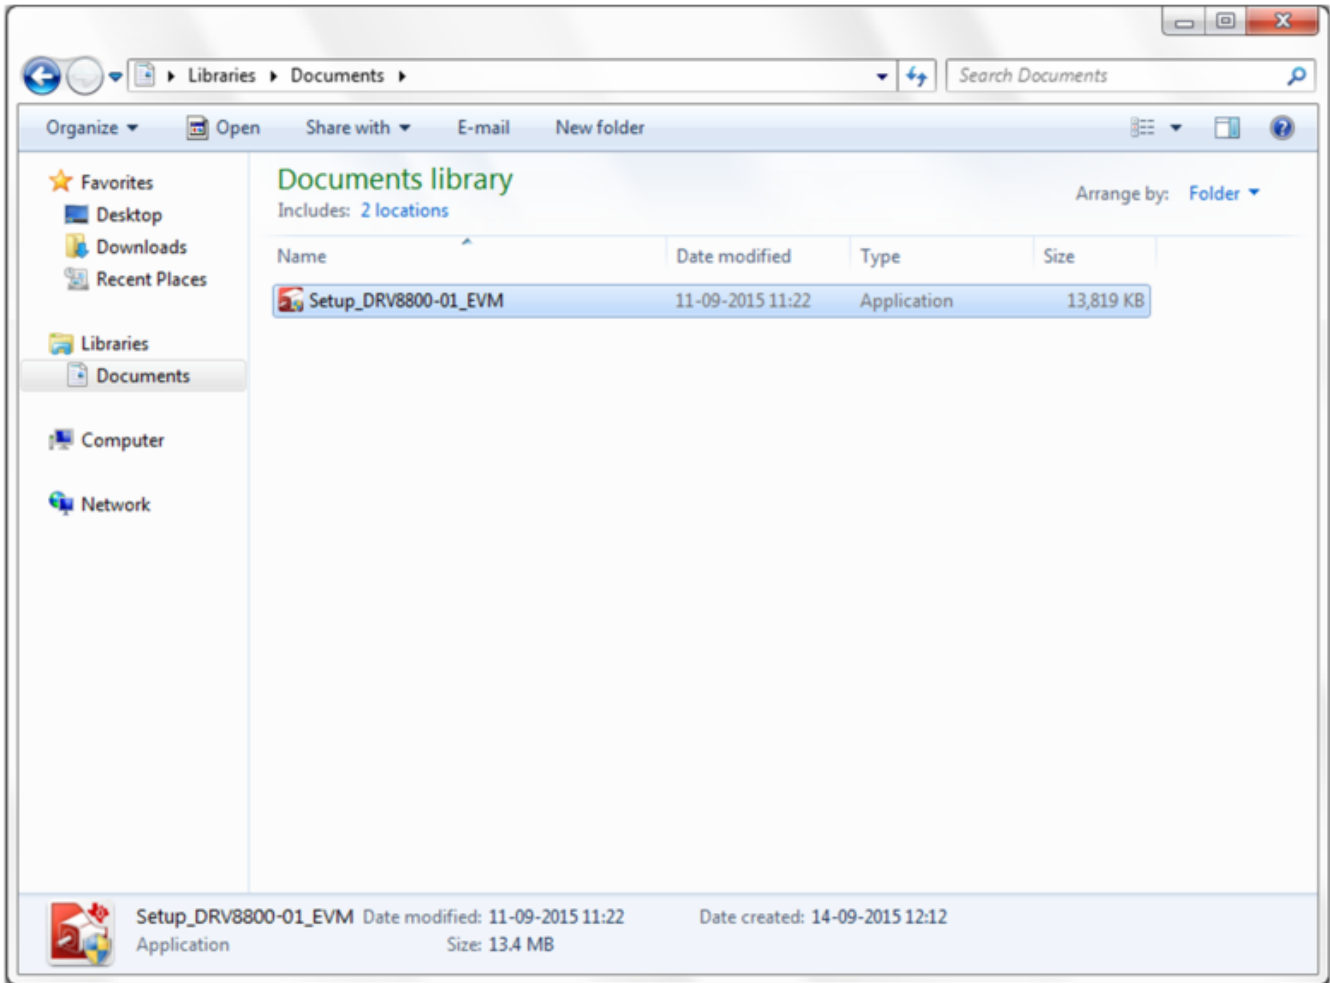 Libraries Documents
Search Documents
Organize Open Share with E-mail New folder
Favorites
Desktop
Downloads
Recent Places
Libraries
Documents
Computer
Network
Documents library
Includes: 2 locations
Arrange by: Folder
Name Date modified Type Size
Setup_DRV8800-01_EVM 11-09-2015 11:22 Application 13,819 KB
Setup_DRV8800-01_EVM Date modified: 11-09-2015 11:22 Date created: 14-09-2015 12:12
Application Size: 13.4 MB